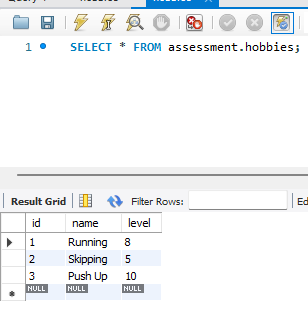 1 SELECT * FROM assessment.hobbies;
Result Grid Filter Rows:
id name level
1 Running 8
2 Skipping 5
3 Push Up 10
NULL NULL NULL